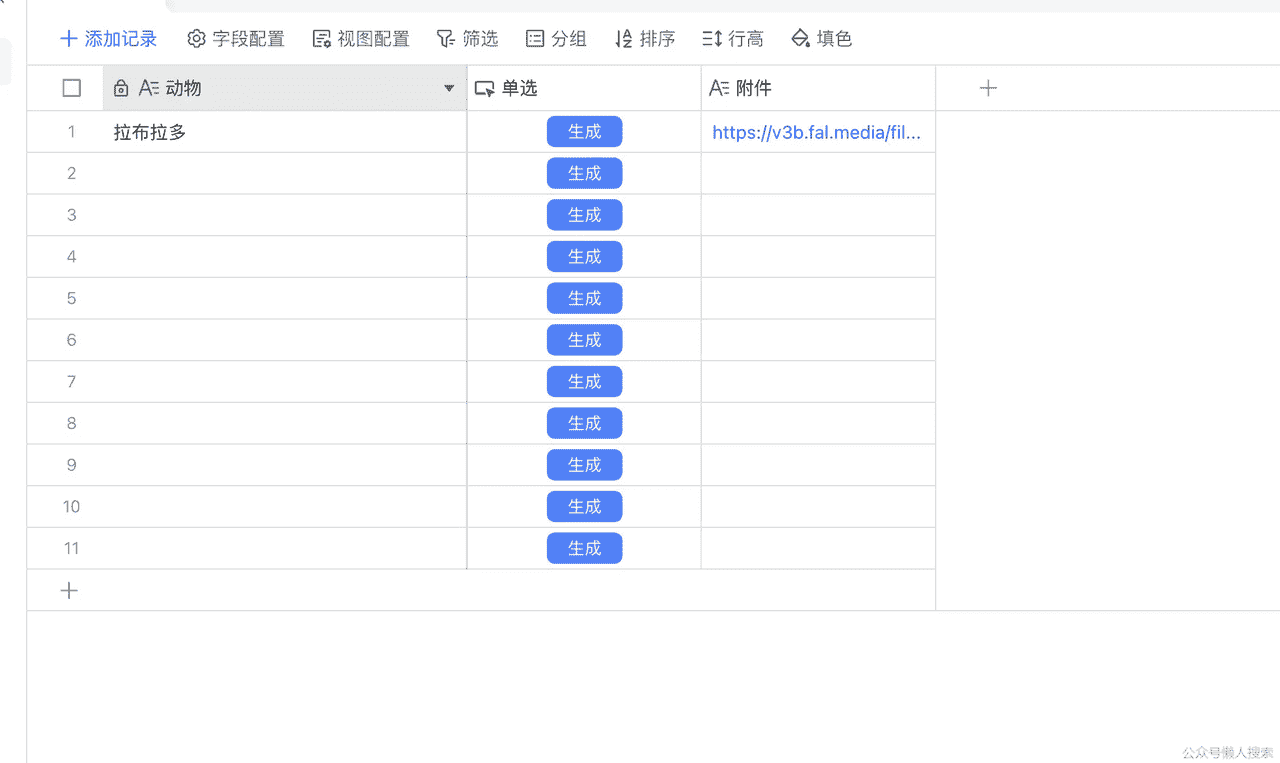 添加记录 字段配置 视图配置 筛选 分组 排序 行高 填色
动物 单选 附件
1 拉布拉多 生成 https://v3b.fal.media/fil...
2 生成
3 生成
4 生成
5 生成
6 生成
7 生成
8 生成
9 生成
10 生成
11 生成
公众号懒人搜索